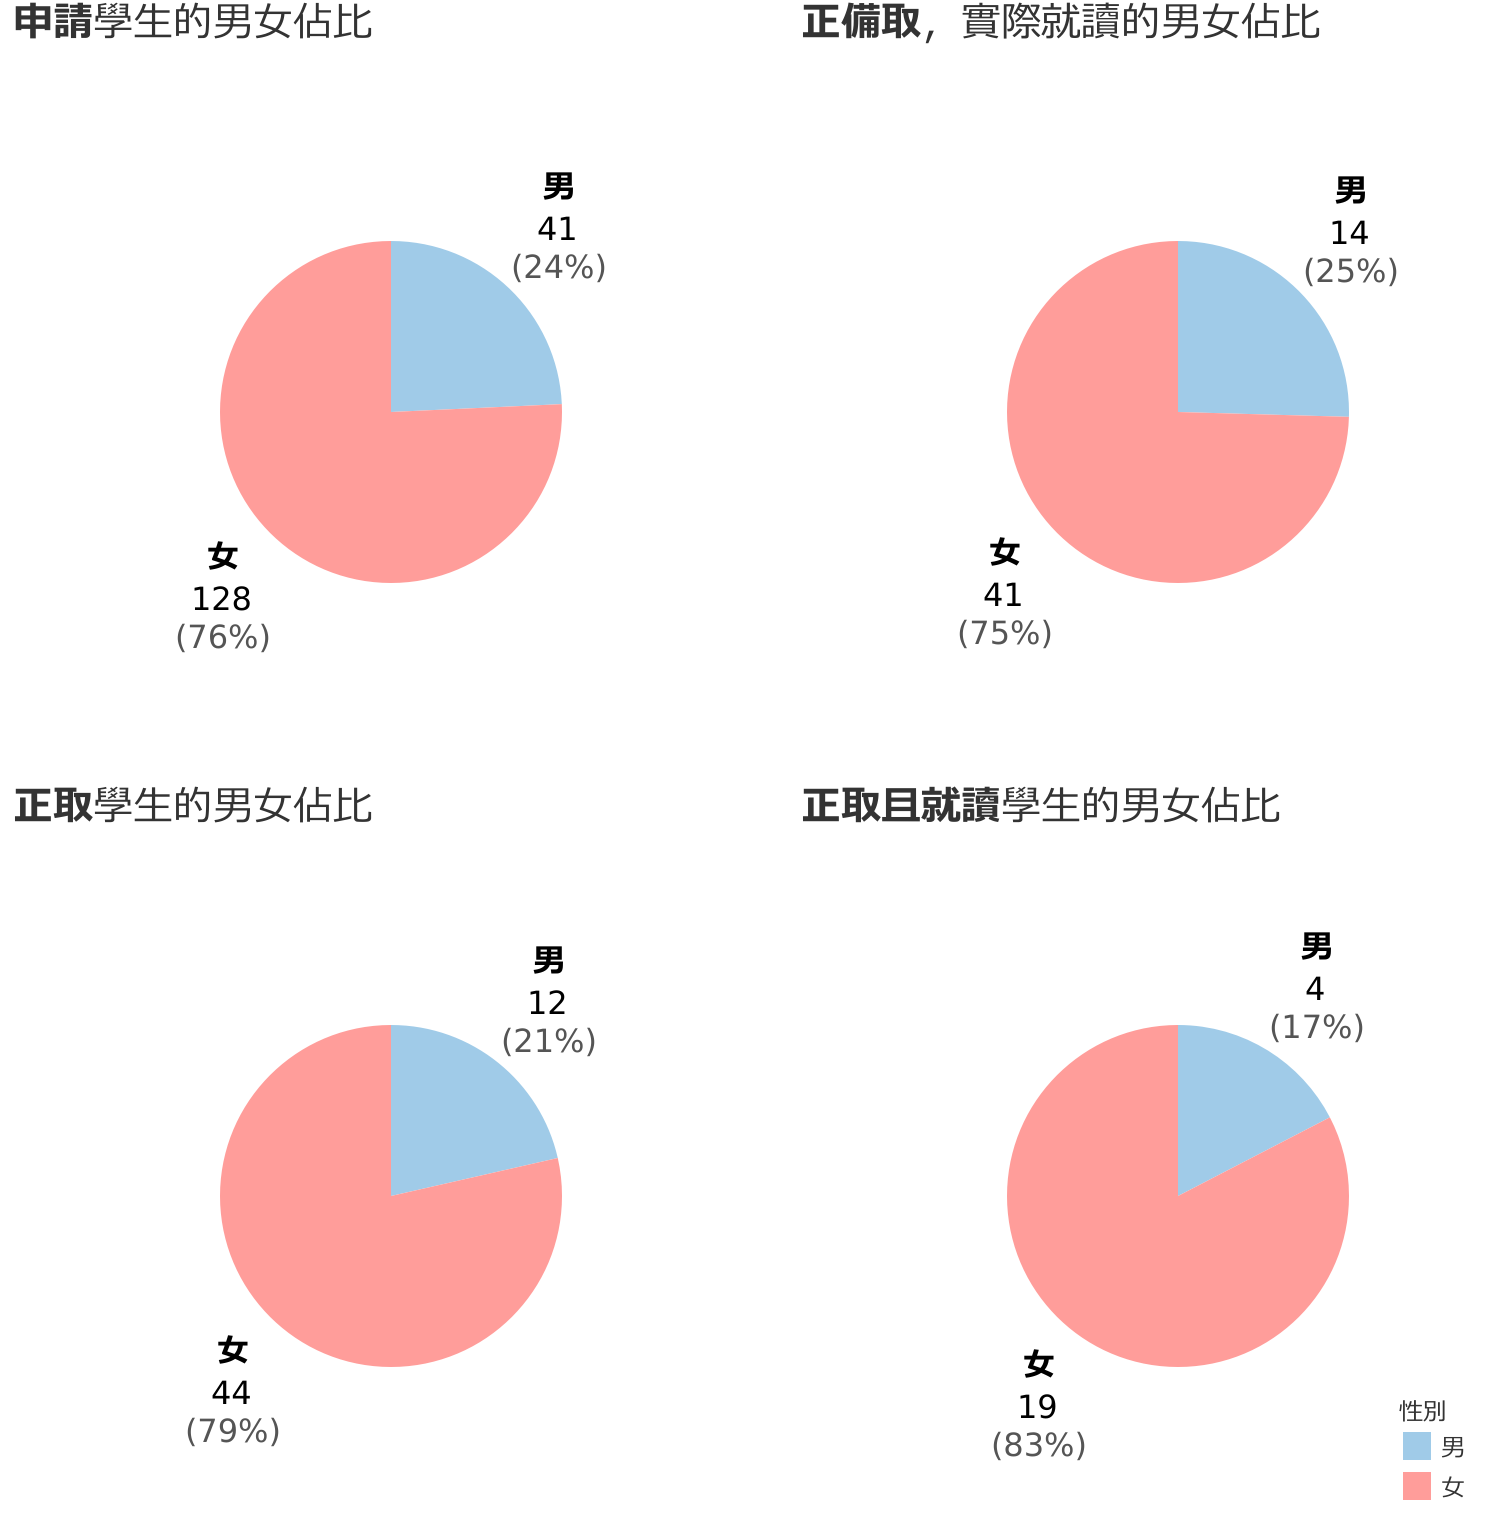 申請學生的男女佔比
男
41
(24%)
女
128
(76%)
正備取，實際就讀的男女佔比
男
14
(25%)
女
41
(75%)
正取學生的男女佔比
男
12
(21%)
女
44
(79%)
正取且就讀學生的男女佔比
男
4
(17%)
女
19
(83%)
性別
男
女